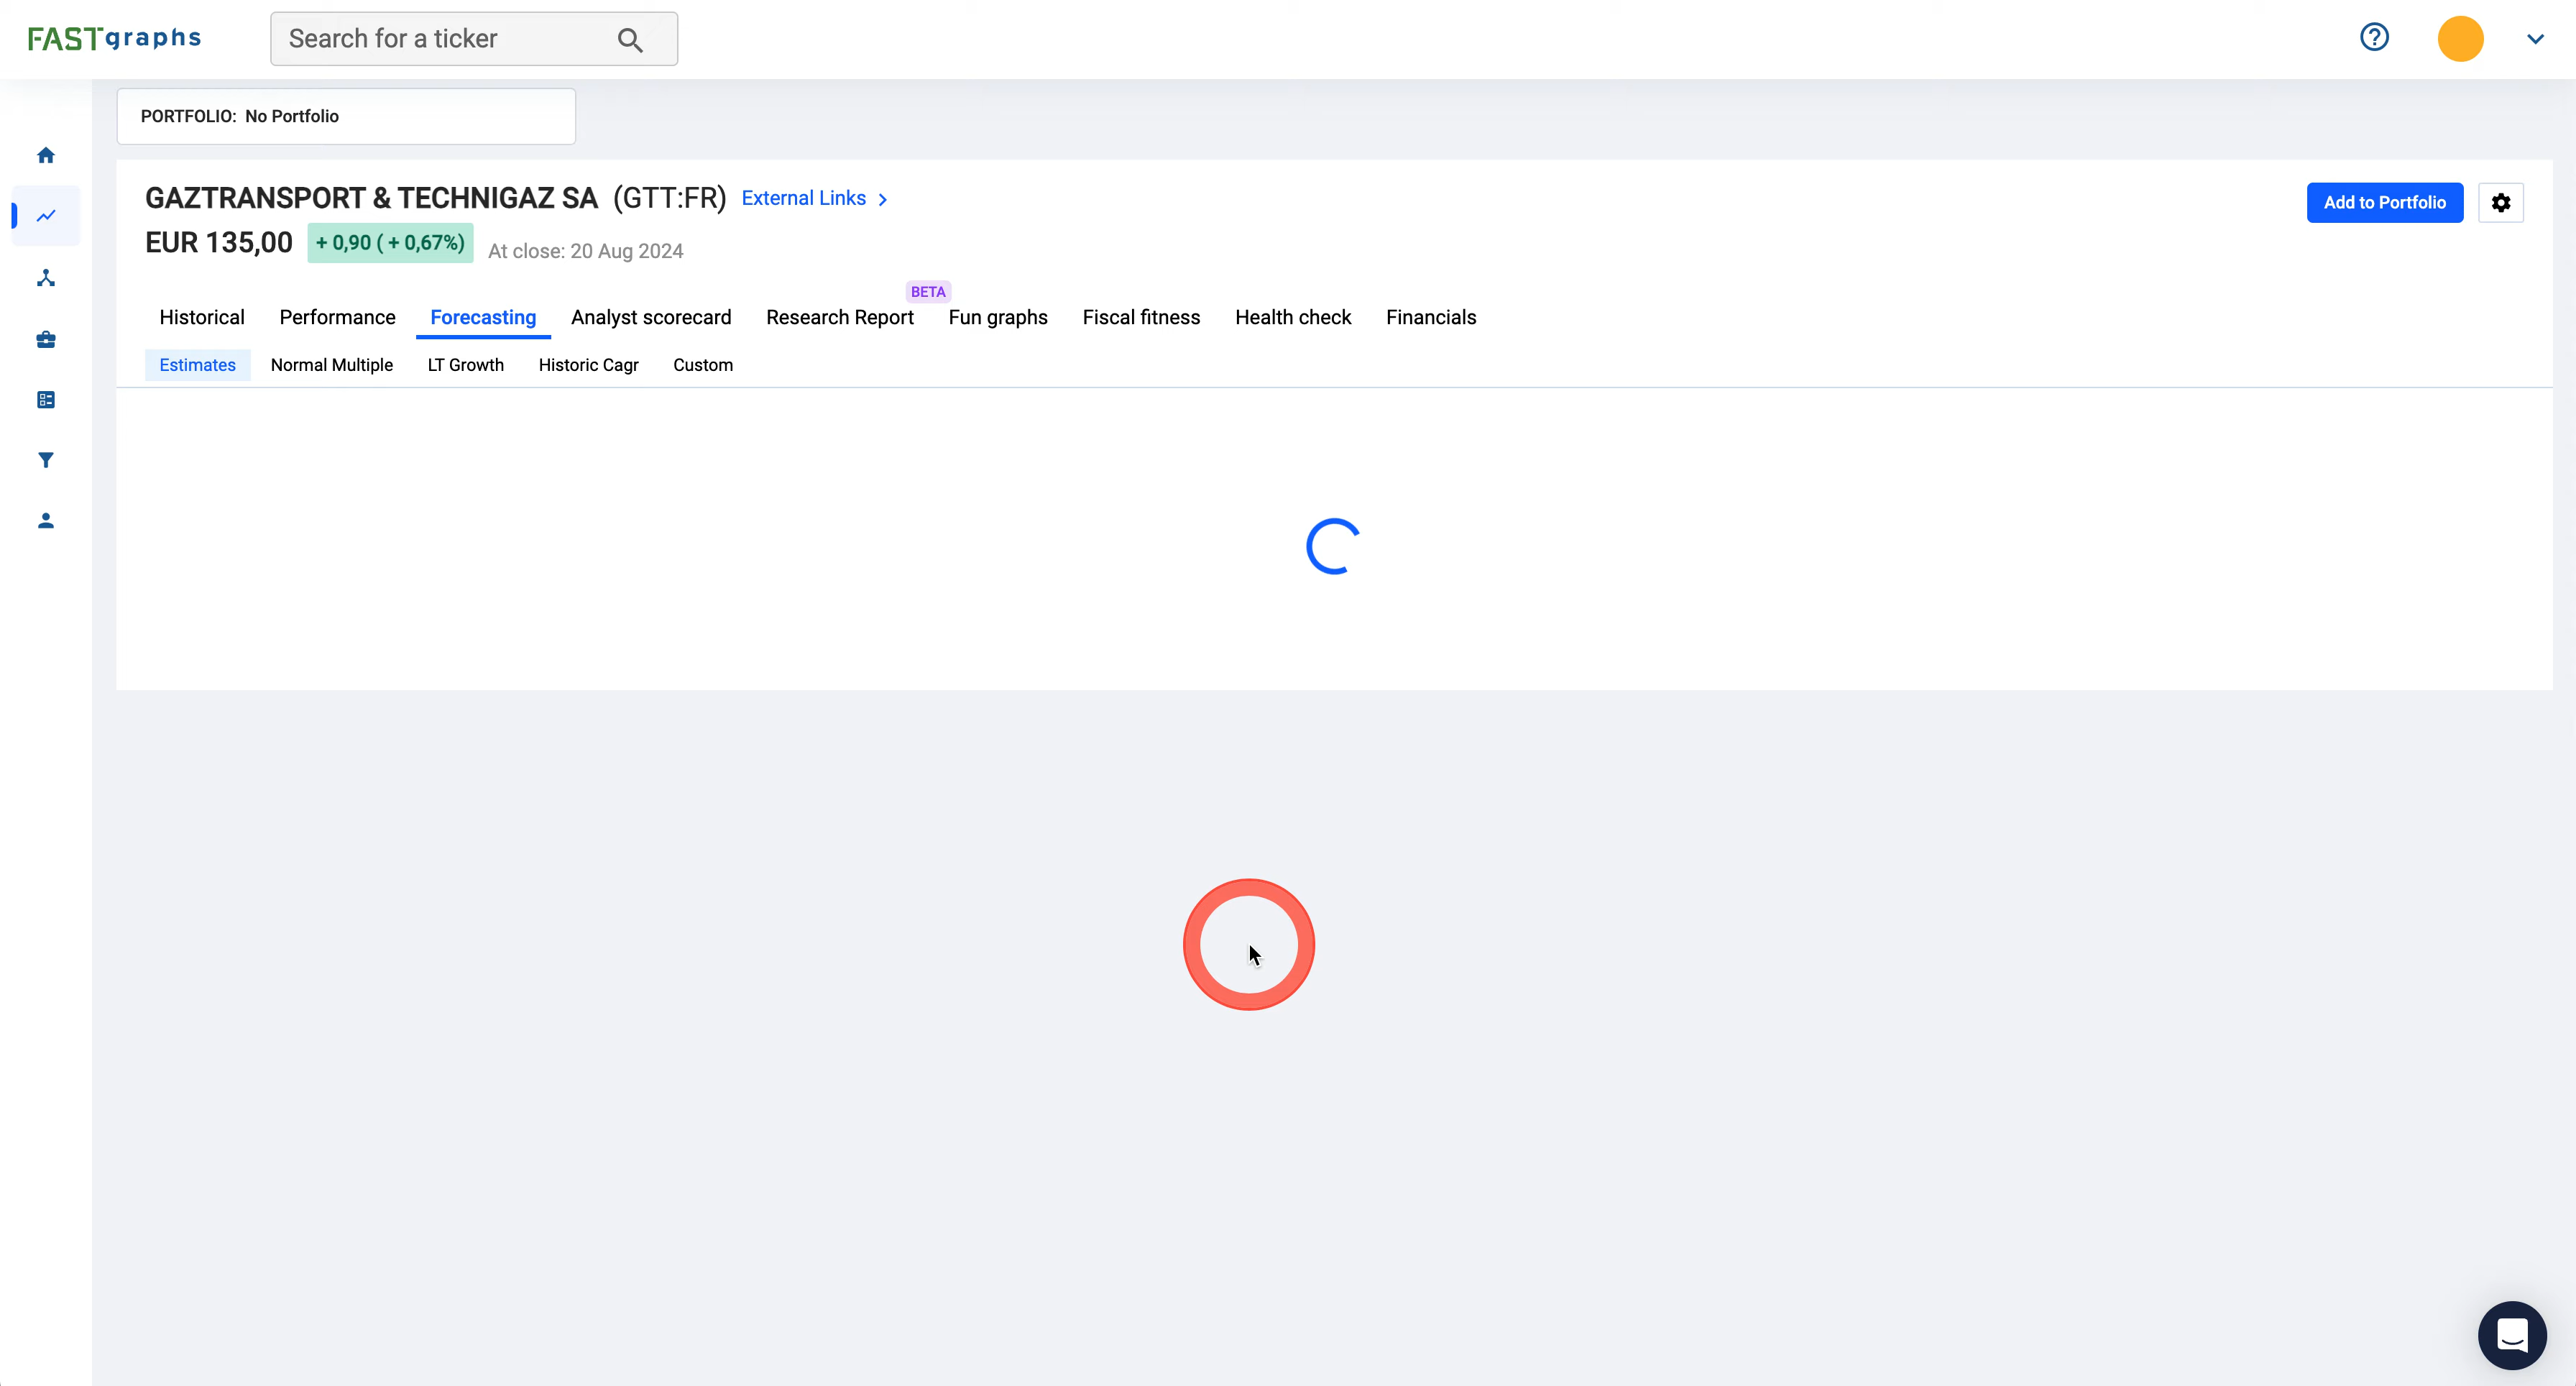 FASTgraphs
Search for a ticker
PORTFOLIO: No Portfolio
GAZTRANSPORT & TECHNIGAZ SA (GTT:FR) External Links
Add to Portfolio
EUR 135,00 + 0,90 ( + 0,67%) At close: 20 Aug 2024
BETA
Historical Performance Forecasting Analyst scorecard Research Report Fun graphs Fiscal fitness Health check Financials
Estimates Normal Multiple LT Growth Historic Cagr Custom